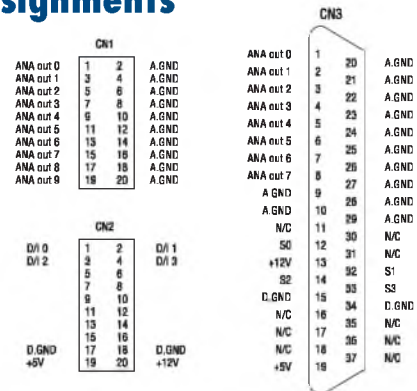 signments
CN1
ANA out 0 1 2 A.GND
ANA out 1 3 4 A.GND
ANA out 2 5 6 A.GND
ANA out 3 7 8 A.GND
ANA out 4 9 10 A.GND
ANA out 5 11 12 A.GND
ANA out 6 13 14 A.GND
ANA out 7 15 16 A.GND
ANA out 8 17 18 A.GND
ANA out 9 19 20 A.GND
CN2
D/I 0 1 2 D/I 1
D/I 2 3 4 D/I 3
5 6
7 8
9 10
11 12
13 14
15 16
D.GND 17 18 D.GND
+5V 19 20 +12V
CN3
ANA out 0 1
20 A.GND
ANA out 1 2
21 A.GND
ANA out 2 3
22 A.GND
ANA out 3 4
23 A.GND
ANA out 4 5
24 A.GND
ANA out 5 6
25 A.GND
ANA out 6 7
26 A.GND
ANA out 7 8
27 A.GND
A GND 9
28 A.GND
A.GND 10
29 A.GND
N/C 11
30 N/C
S0 12
31 N/C
+12V 13
32 S1
S2 14
33 S3
D.GND 15
34 D.GND
N/C 16
35 N/C
N/C 17
36 N/C
N/C 18
37 N/C
+5V 19